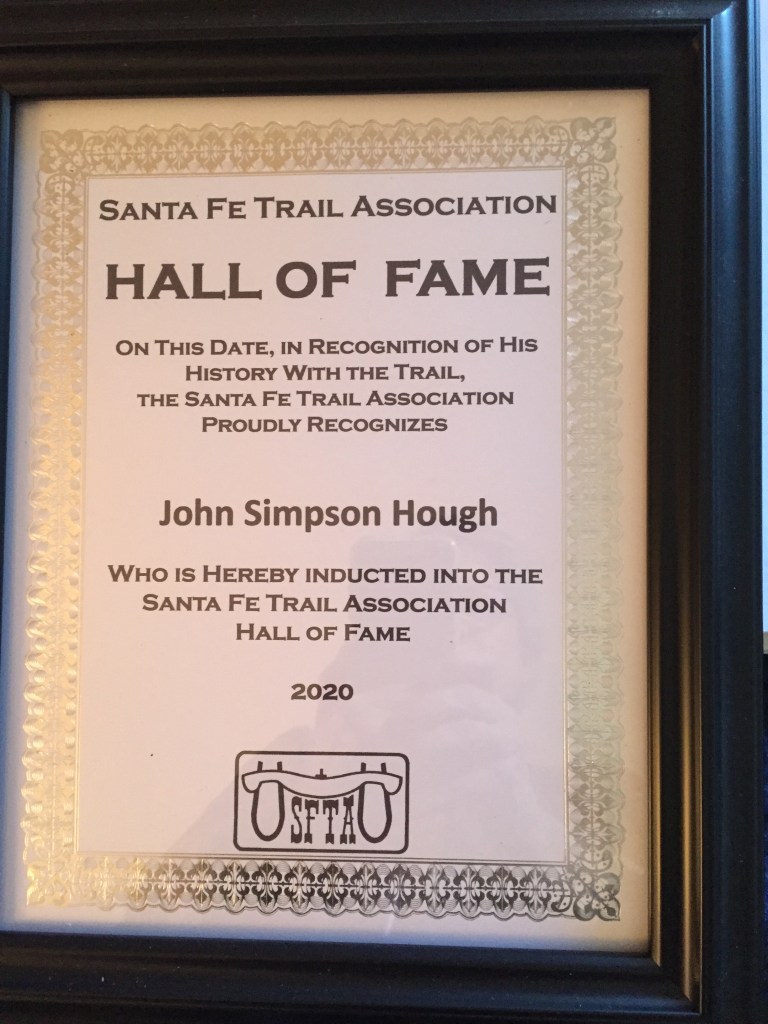 SANTA FE TRAIL ASSOCIATION
HALL OF FAME
ON THIS DATE, IN RECOGNITION OF HIS
HISTORY WITH THE TRAIL,
THE SANTA FE TRAIL ASSOCIATION
PROUDLY RECOGNIZES
John Simpson Hough
WHO IS HEREBY INDUCTED INTO THE
SANTA FE TRAIL ASSOCIATION
HALL OF FAME
2020
SFTA